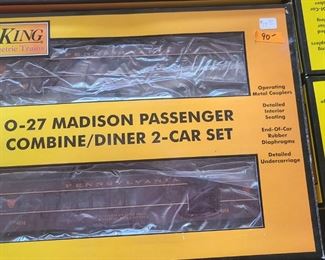 KING
ectric Trains
90-
O-27 MADISON PASSENGER
COMBINE/DINER 2-CAR SET
Operating
Metal Couplers
Detailed
Interior
Seating
End-Of-Car
Rubber
Diaphragms
Detailed
Undercarriage
PENNSYLVANIA